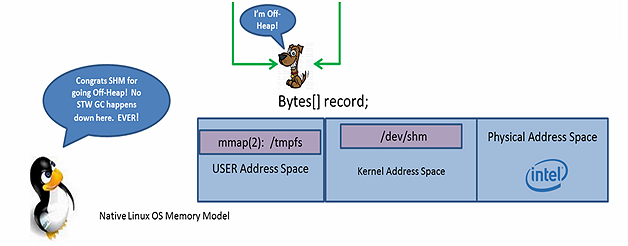 I'm Off-
Heap!
Congrats SHM for
going Off-Heap! No
STW GC happens
down here. EVER!
Bytes[] record;
mmap(2): /tmpfs
/dev/shm
Physical Address Space
USER Address Space
Kernel Address Space
intel
Native Linux OS Memory Model